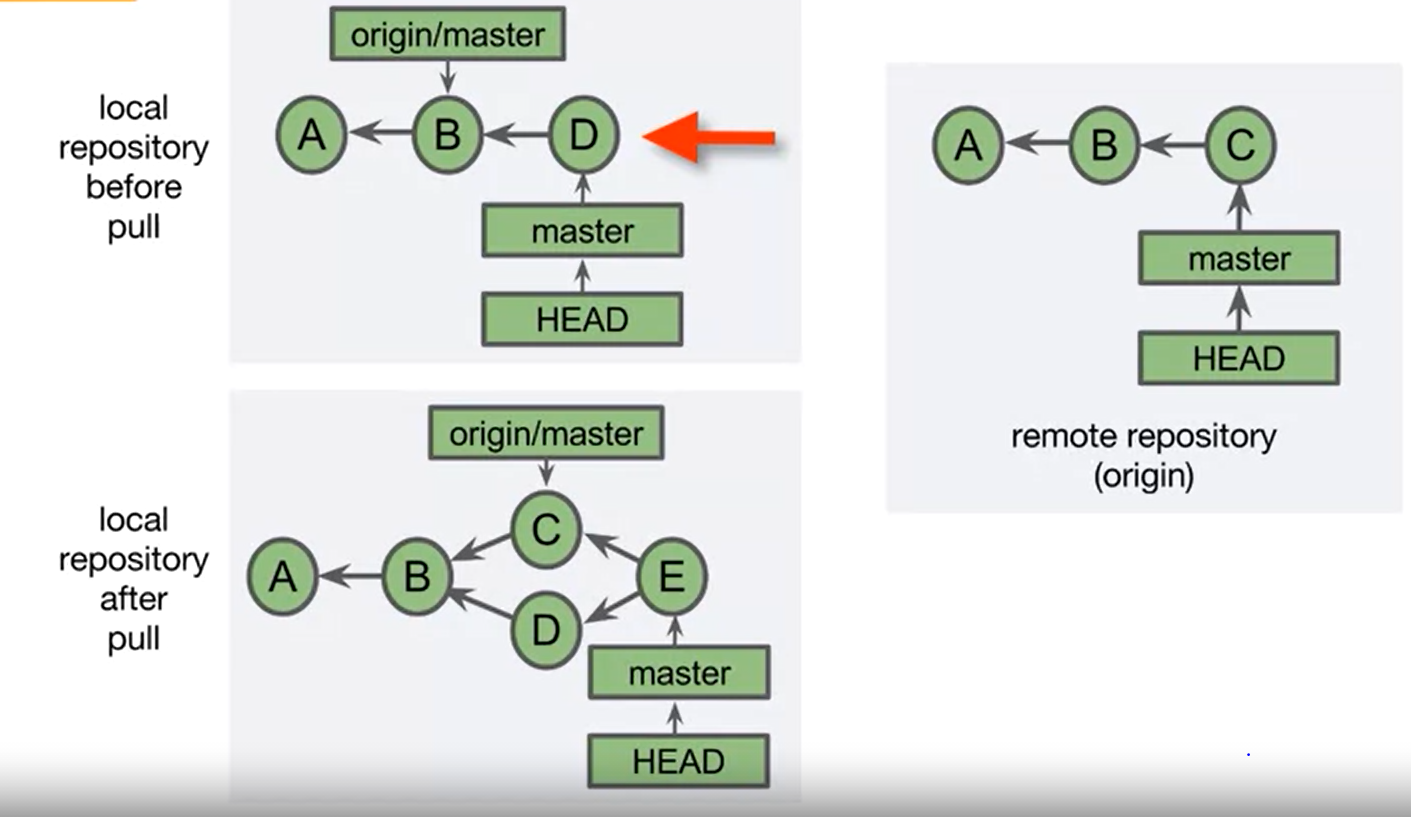 local
repository
before
pull
origin/master
A
B
D
master
HEAD
A
B
C
master
HEAD
remote repository
(origin)
local
repository
after
pull
origin/master
C
A
B
E
D
master
HEAD